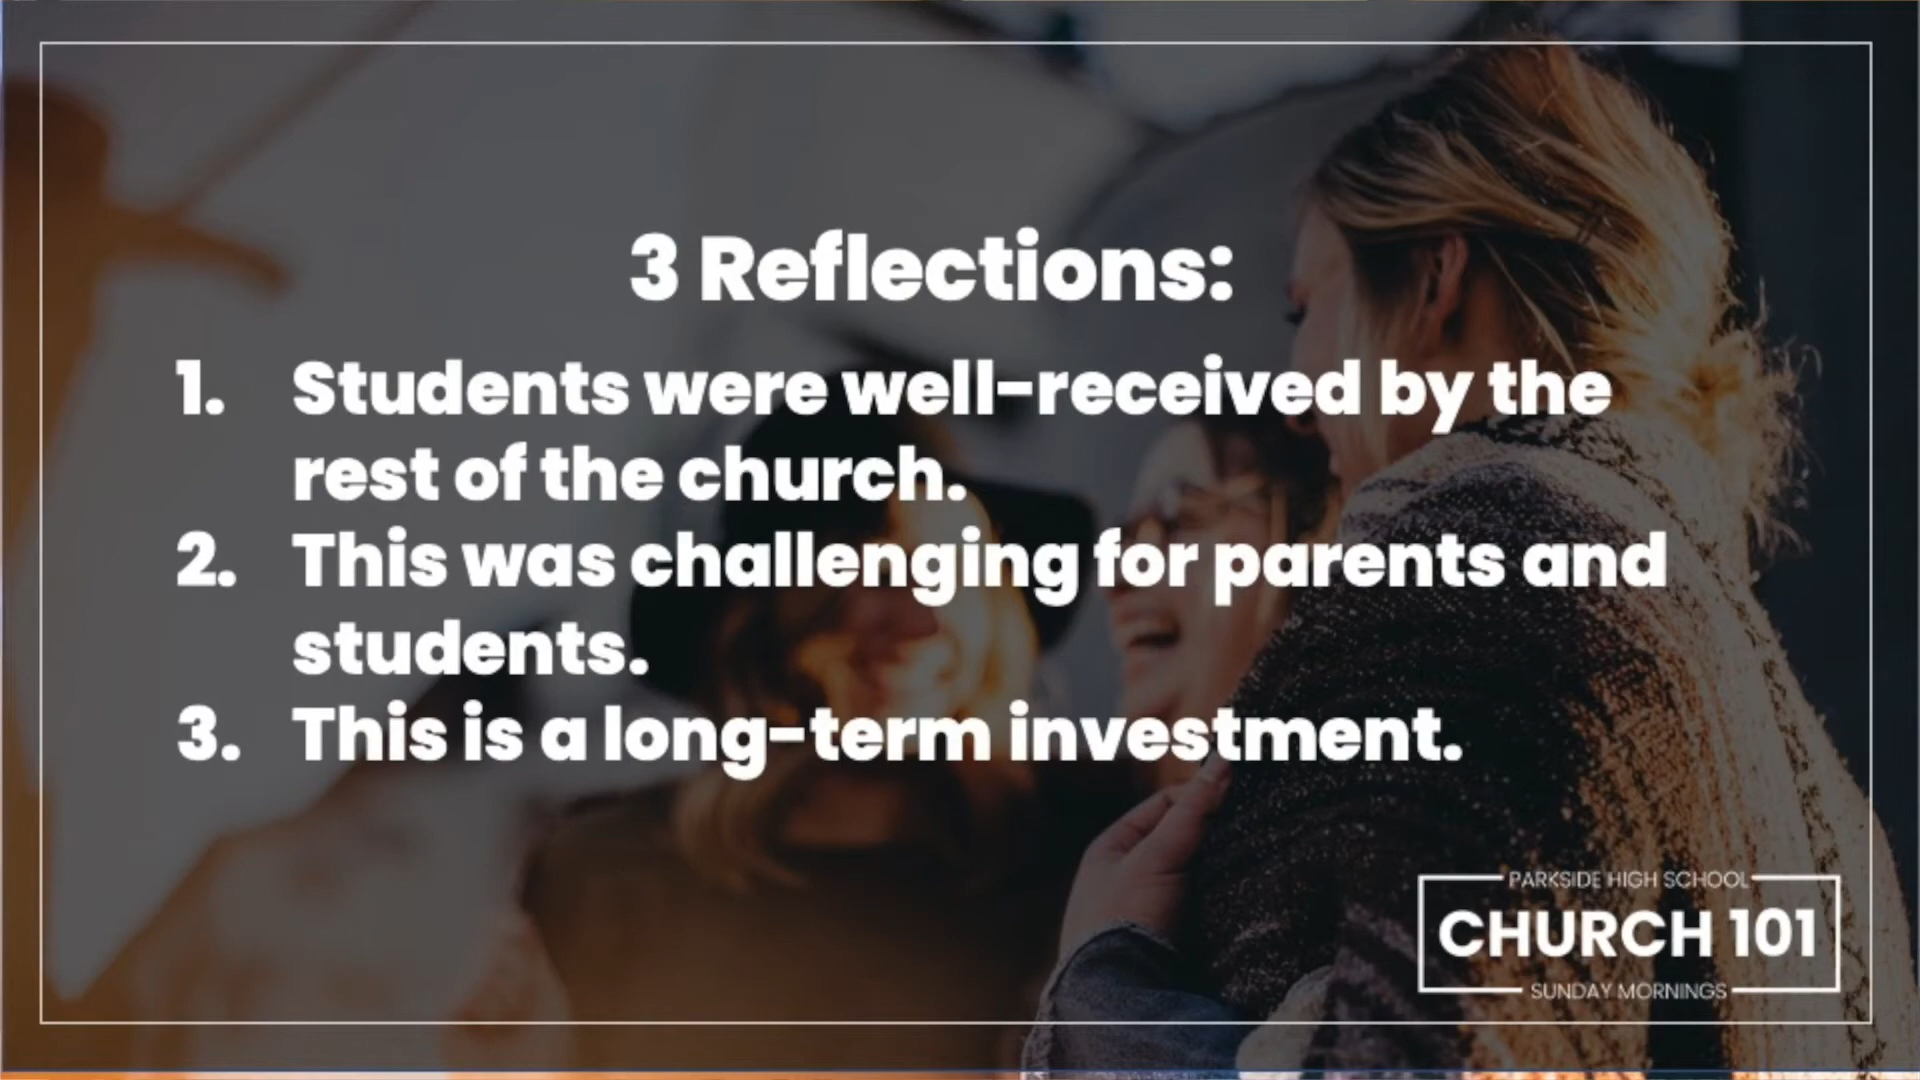 3 Reflections:
1. Students were well-received by the
rest of the church.
2. This was challenging for parents and
students.
3. This is a long-term investment.
PARKSIDE HIGH SCHOOL
CHURCH 101
SUNDAY MORNINGS